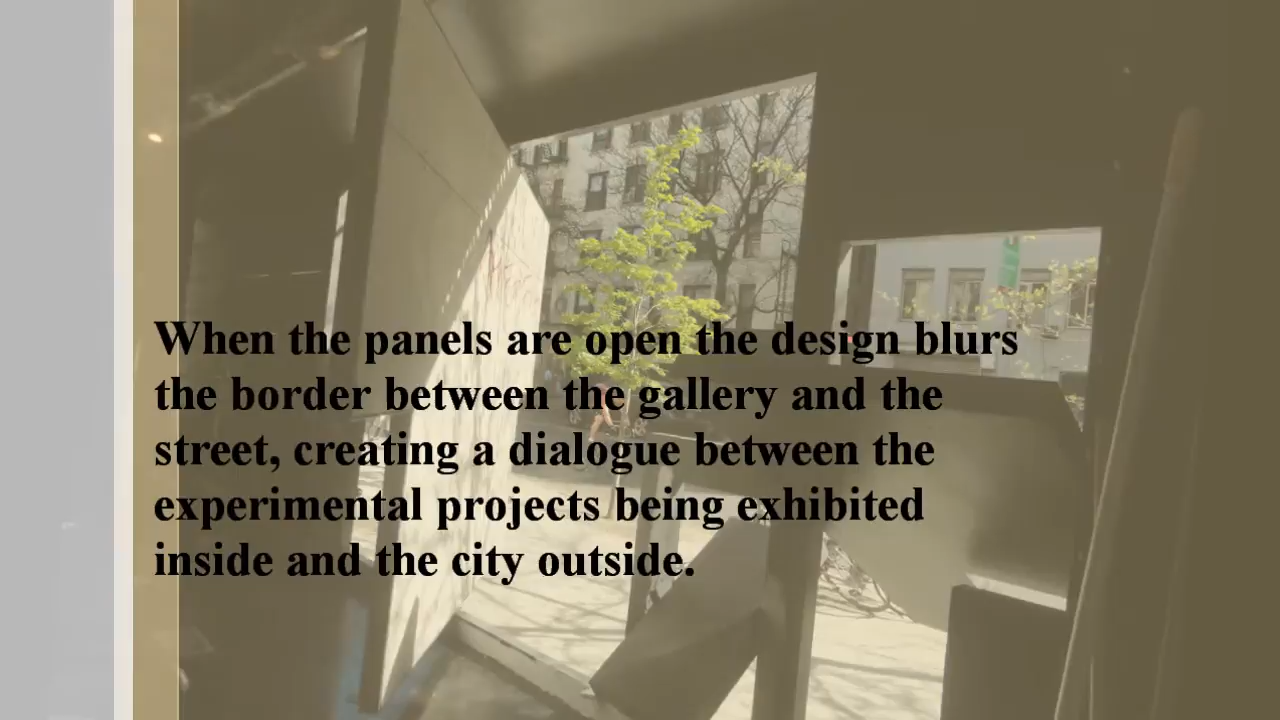 When the panels are open the design blurs
the border between the gallery and the
street, creating a dialogue between the
experimental projects being exhibited
inside and the city outside.